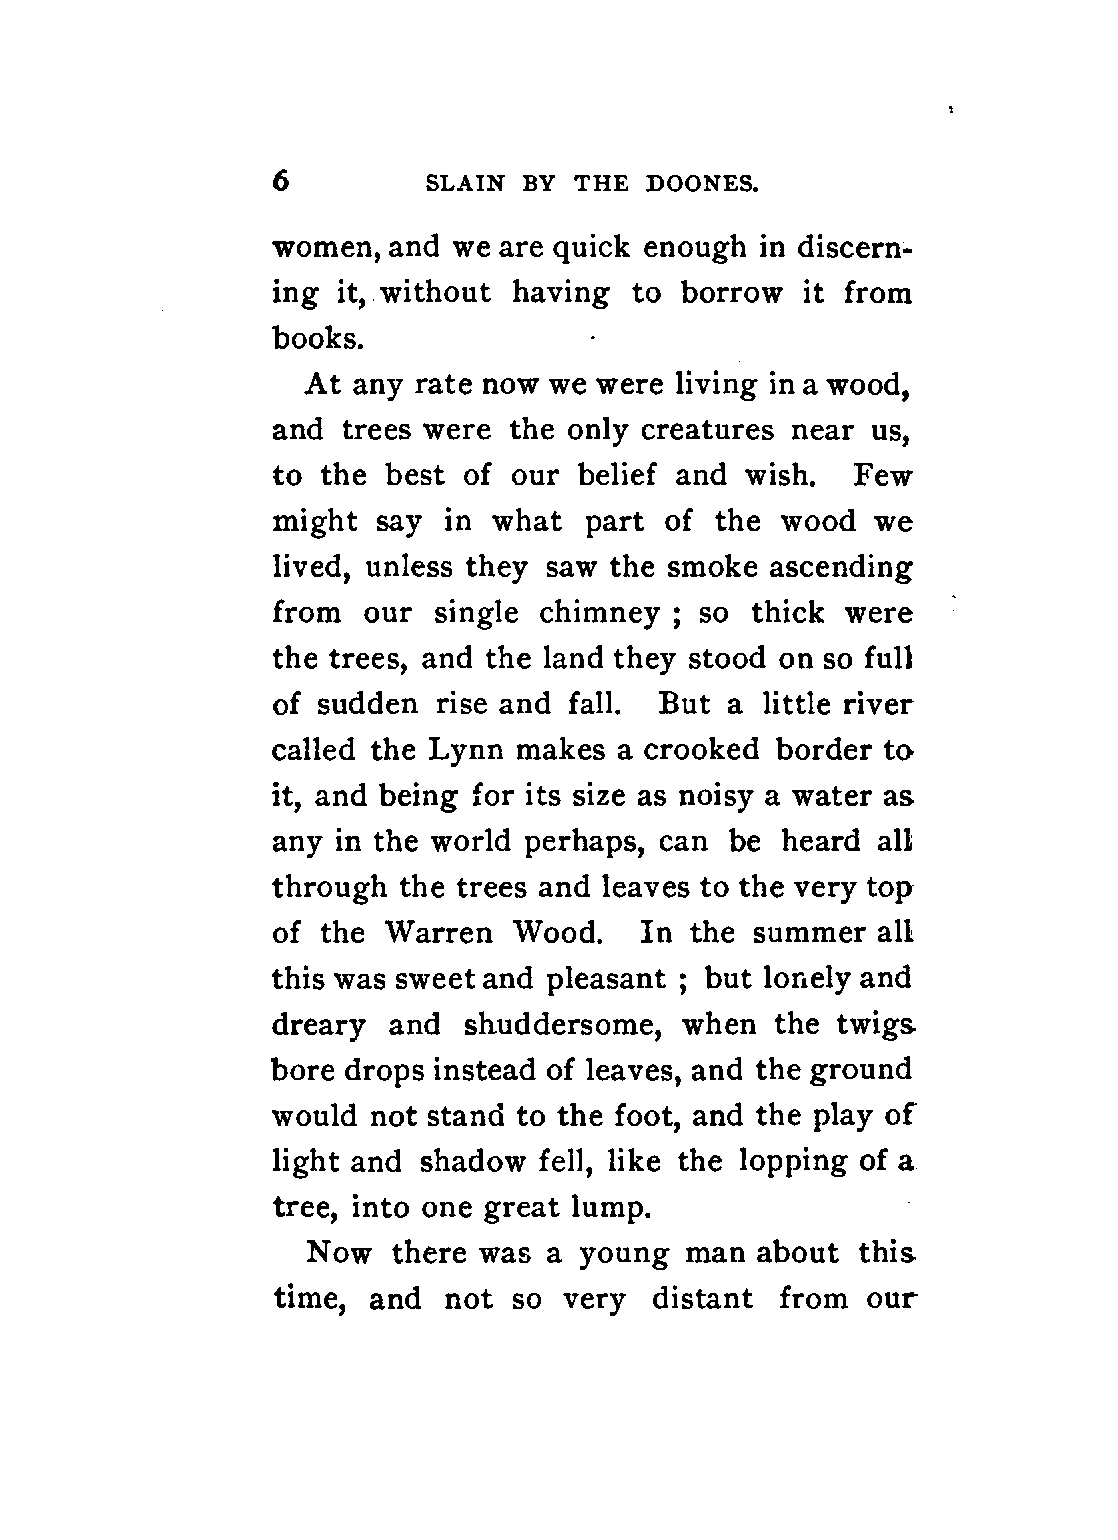 6 SLAIN BY THE DOONES.
women, and we are quick enough in discern-
ing it, without having to borrow it from
books.
At any rate now we were living in a wood,
and trees were the only creatures near us,
to the best of our belief and wish. Few
might say in what part of the wood we
lived, unless they saw the smoke ascending
from our single chimney ; so thick were
the trees, and the land they stood on so full
of sudden rise and fall. But a little river
called the Lynn makes a crooked border to
it, and being for its size as noisy a water as
any in the world perhaps, can be heard all
through the trees and leaves to the very top
of the Warren Wood. In the summer all
this was sweet and pleasant ; but lonely and
dreary and shuddersome, when the twigs
bore drops instead of leaves, and the ground
would not stand to the foot, and the play of
light and shadow fell, like the lopping of a
tree, into one great lump.
Now there was a young man about this
time, and not so very distant from our